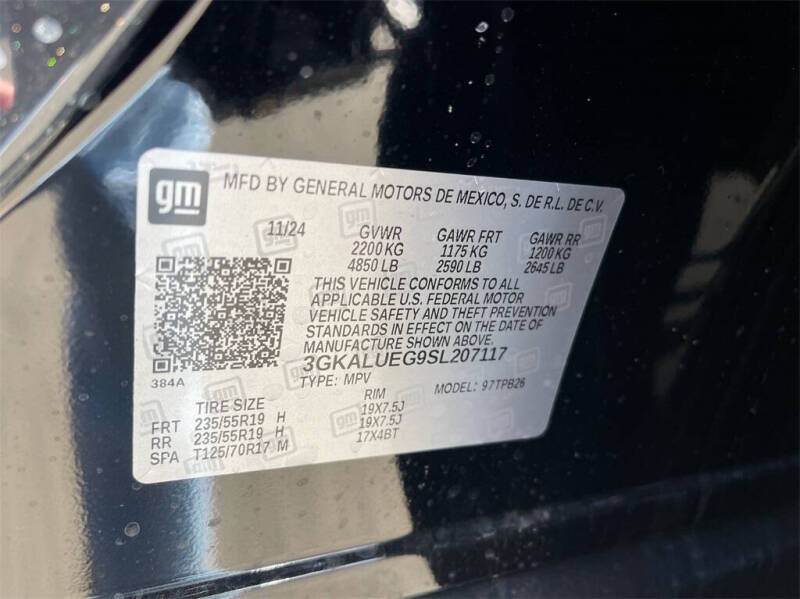 gm MFD BY GENERAL MOTORS DE MEXICO, S. DE R.L. DE C.V.
11/24 GVWR GAWR FRT GAWR RR
2200 KG 1175 KG 1200 KG
4850 LB 2590 LB 2645 LB
THIS VEHICLE CONFORMS TO ALL
APPLICABLE U.S. FEDERAL MOTOR
VEHICLE SAFETY AND THEFT PREVENTION
STANDARDS IN EFFECT ON THE DATE OF
MANUFACTURE SHOWN ABOVE.
3GKALUEG9SL207117
384A
TYPE: MPV MODEL: 97TPB26
TIRE SIZE RIM
FRT 235/55R19 H 19X7.5J
RR 235/55R19 H 19X7.5J
SPA T125/70R17 M 17X4BT